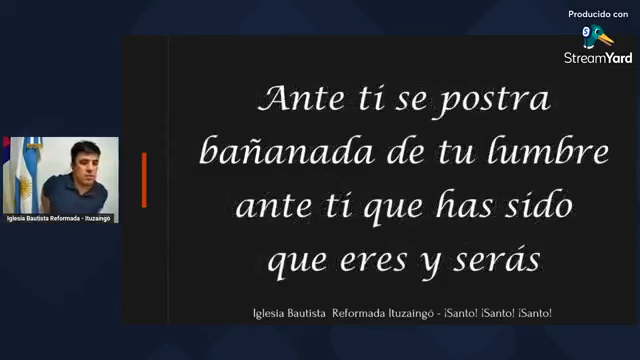 Producido con
StreamYard
Ante ti se postra
bañanada de tu lumbre
ante ti que has sido
que eres y serás
Iglesia Bautista Reformada - Ituzaingó
Iglesia Bautista Reformada Ituzaingó - ¡Santo! ¡Santo! ¡Santo!